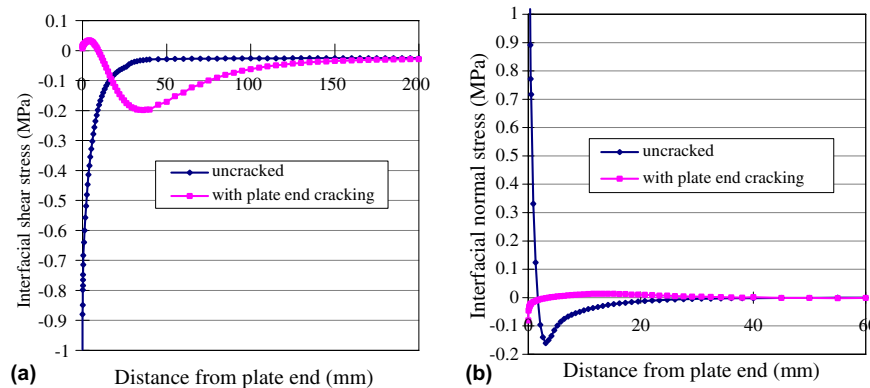 0.1
0
-0.1
-0.2
-0.3
-0.4
-0.5
-0.6
-0.7
-0.8
-0.9
-1
0 50 100 150 200
Interfacial shear stress (MPa)
uncracked
with plate end cracking
Distance from plate end (mm)
(a)
1
0.9
0.8
0.7
0.6
0.5
0.4
0.3
0.2
0.1
0
-0.1
-0.2
0 20 40 60
Interfacial normal stress (MPa)
uncracked
with plate end cracking
Distance from plate end (mm)
(b)